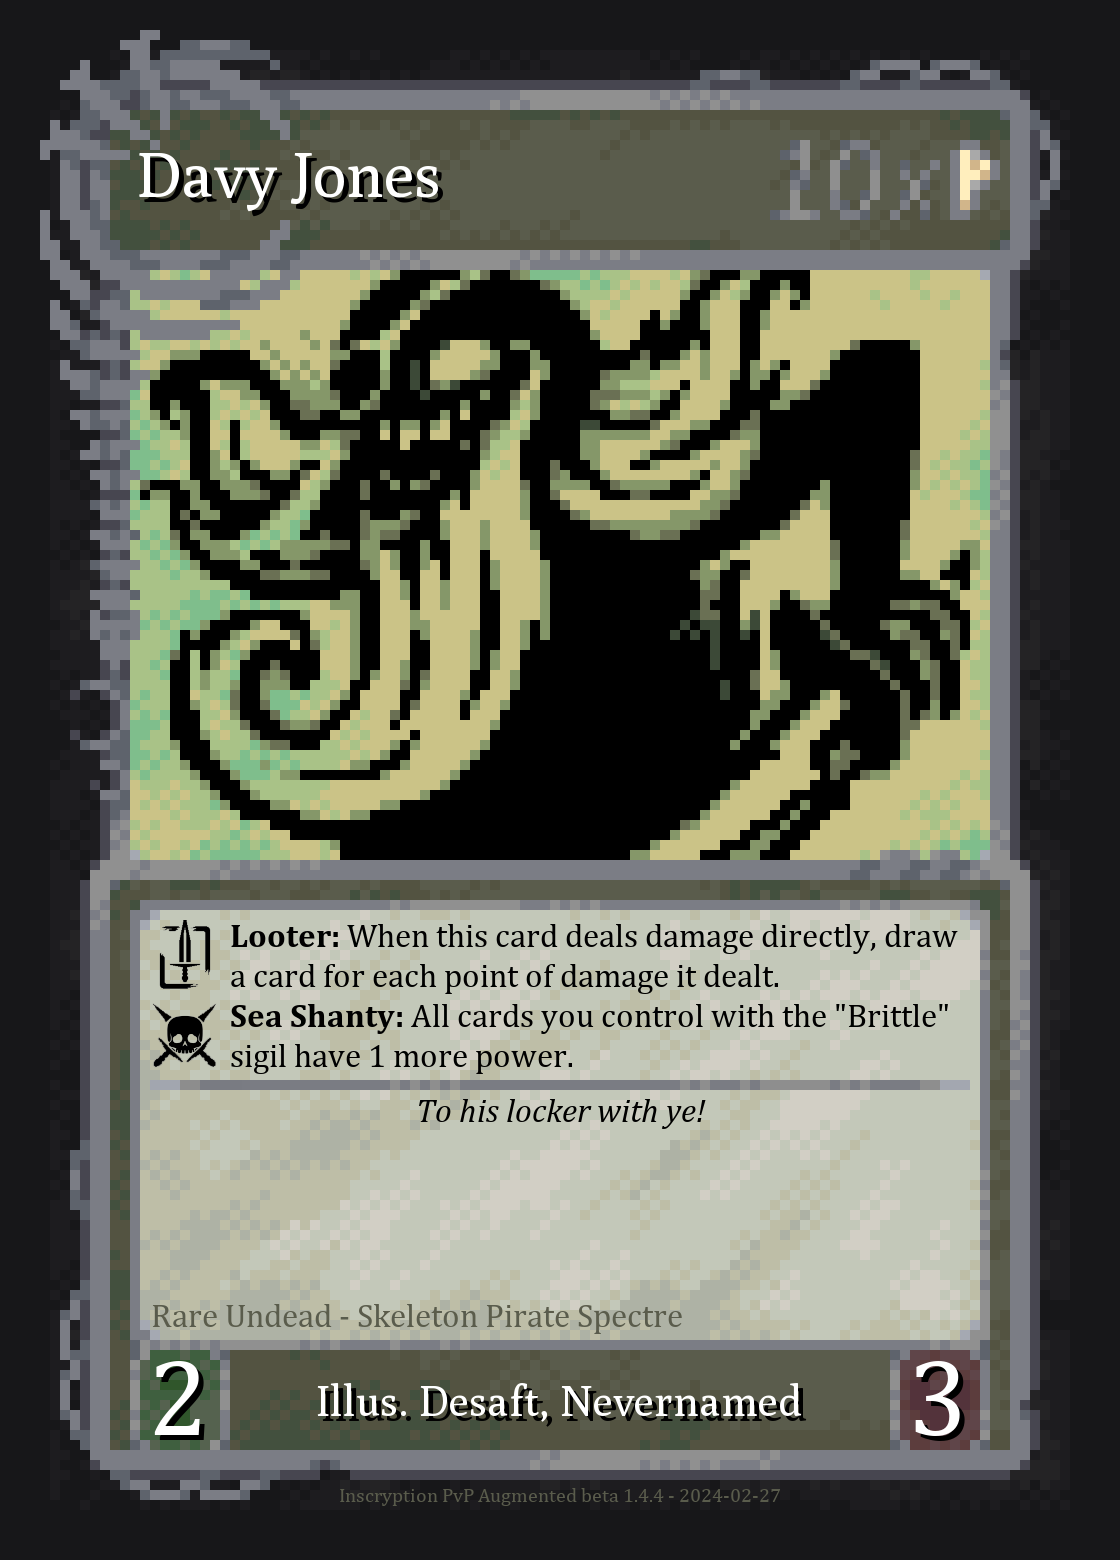 Davy Jones
10x
Looter: When this card deals damage directly, draw
a card for each point of damage it dealt.
Sea Shanty: All cards you control with the "Brittle"
sigil have 1 more power.
To his locker with ye!
Rare Undead - Skeleton Pirate Spectre
2
Illus. Desaft, Nevernamed
3
Inscryption PvP Augmented beta 1.4.4 - 2024-02-27